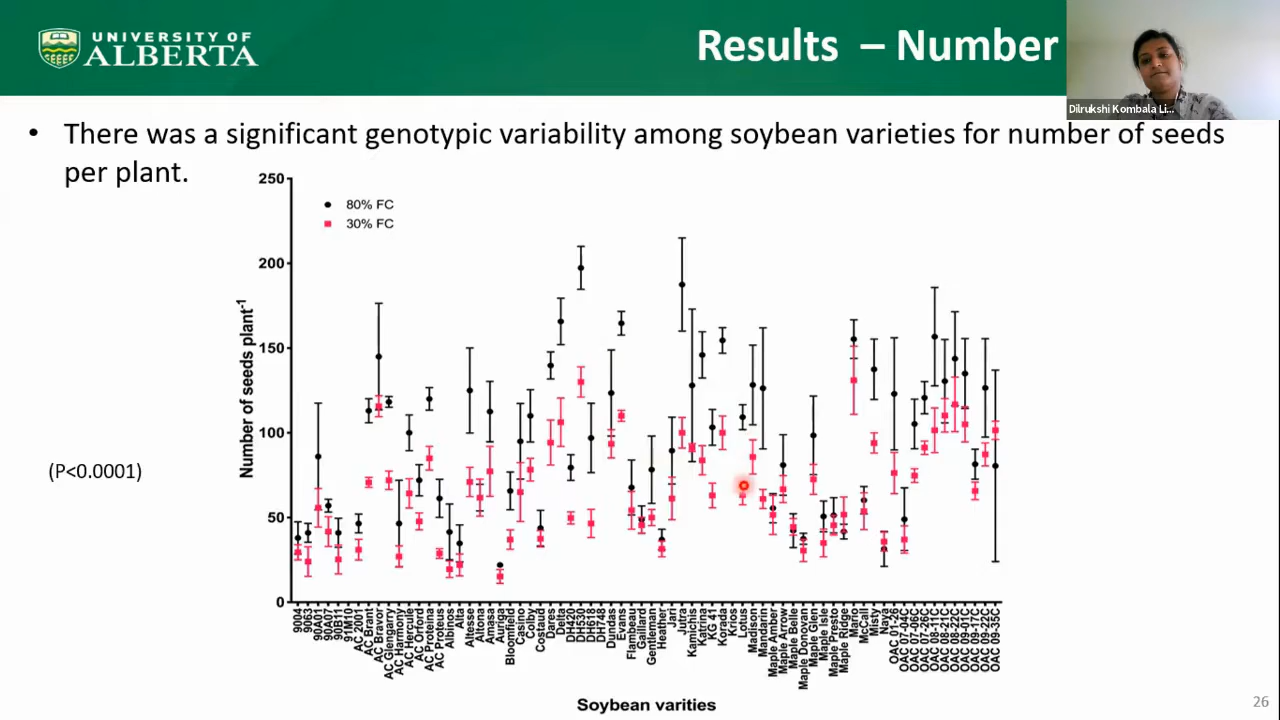 UNIVERSITY OF
ALBERTA
Results – Number
Dilrukshi Kombala Li...
• There was a significant genotypic variability among soybean varieties for number of seeds
per plant.
250
80% FC
30% FC
200
150
100
50
0
Number of seeds plant-1
(P<0.0001)
9004
9063
90A01
90A07
90B11
91M10
AC 2001
AC Brant
AC Bravor
AC Glengarry
AC Harmony
AC Hercule
AC Orford
AC Proteina
AC Proteus
Albinos
Alta
Altesse
Altona
Amasa
Auriga
Bloomfield
Casino
Colby
Costaud
Dares
Delta
DH420
DH530
DH618
DH748
Dundas
Evans
Flambeau
Gaillard
Gentleman
Heather
Jari
Jutra
Kamichis
Katrina
KG 41
Korada
Krios
Lotus
Madison
Mandarin
Maple Amber
Maple Arrow
Maple Belle
Maple Donovan
Maple Glen
Maple Isle
Maple Presto
Maple Ridge
Mario
McCall
Misty
Naya
OAC 01-26
OAC 07-04C
OAC 07-06C
OAC 07-26C
OAC 08-11C
OAC 08-21C
OAC 08-22C
OAC 09-01C
OAC 09-17C
OAC 09-22C
OAC 09-35C
Soybean varities
26